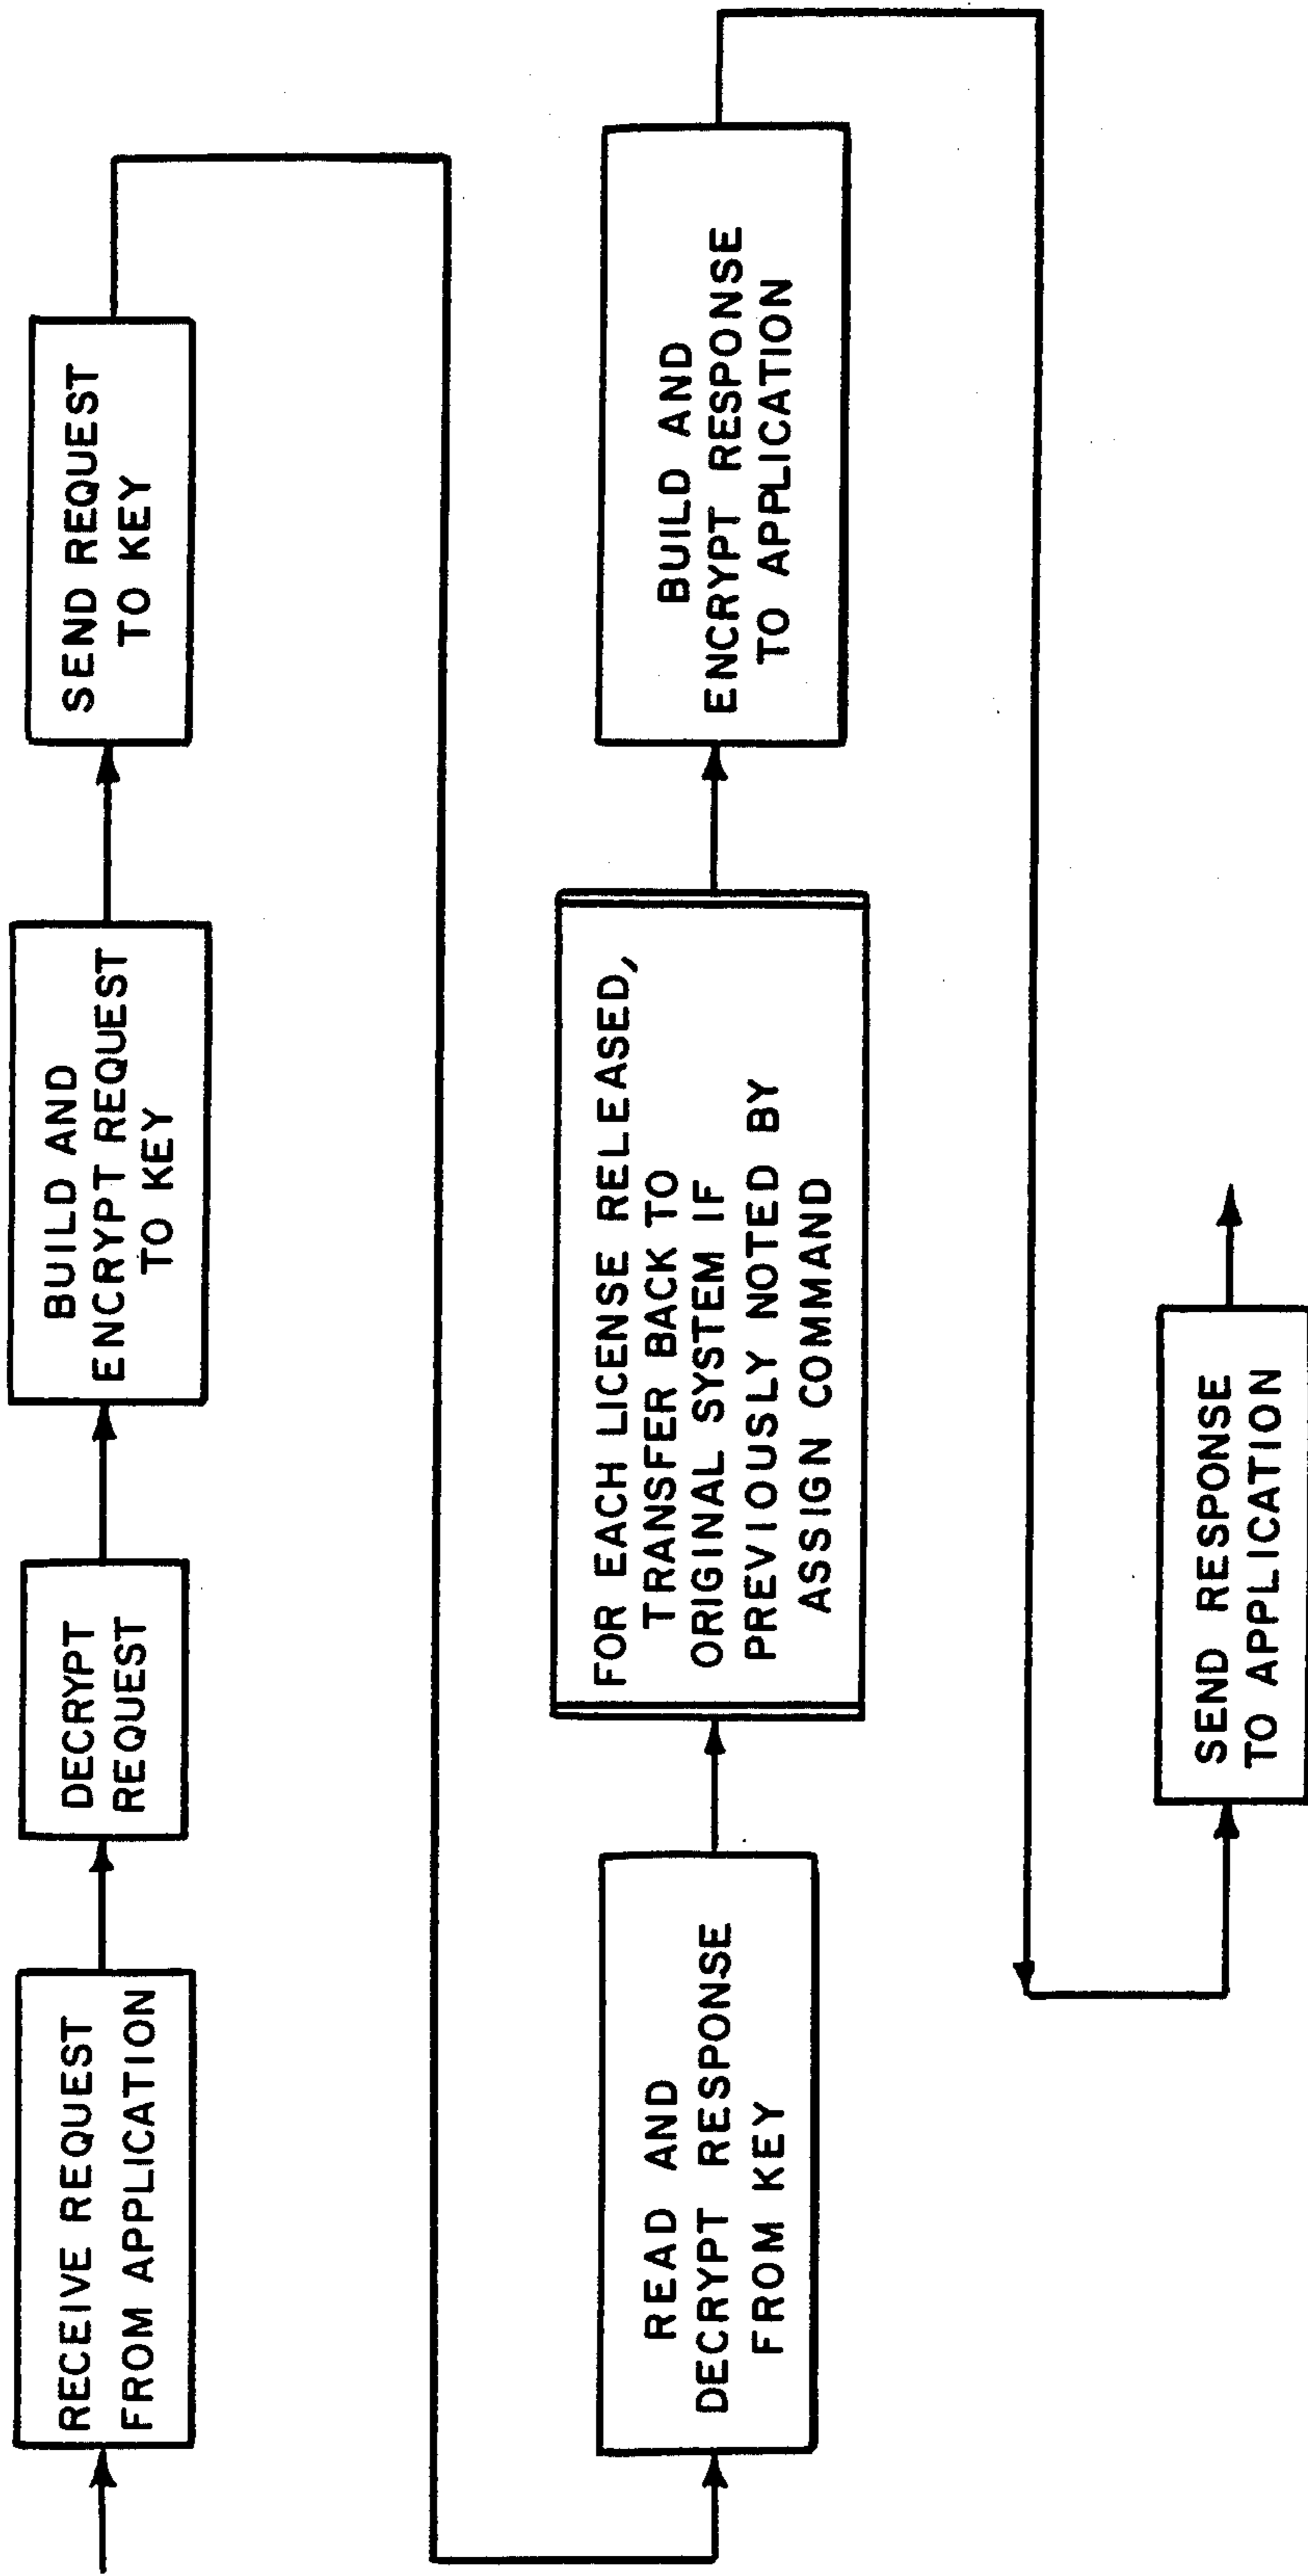 RECEIVE REQUEST
FROM APPLICATION
DECRYPT
REQUEST
BUILD AND
ENCRYPT REQUEST
TO KEY
SEND REQUEST
TO KEY
READ AND
DECRYPT RESPONSE
FROM KEY
FOR EACH LICENSE RELEASED,
TRANSFER BACK TO
ORIGINAL SYSTEM IF
PREVIOUSLY NOTED BY
ASSIGN COMMAND
BUILD AND
ENCRYPT RESPONSE
TO APPLICATION
SEND RESPONSE
TO APPLICATION